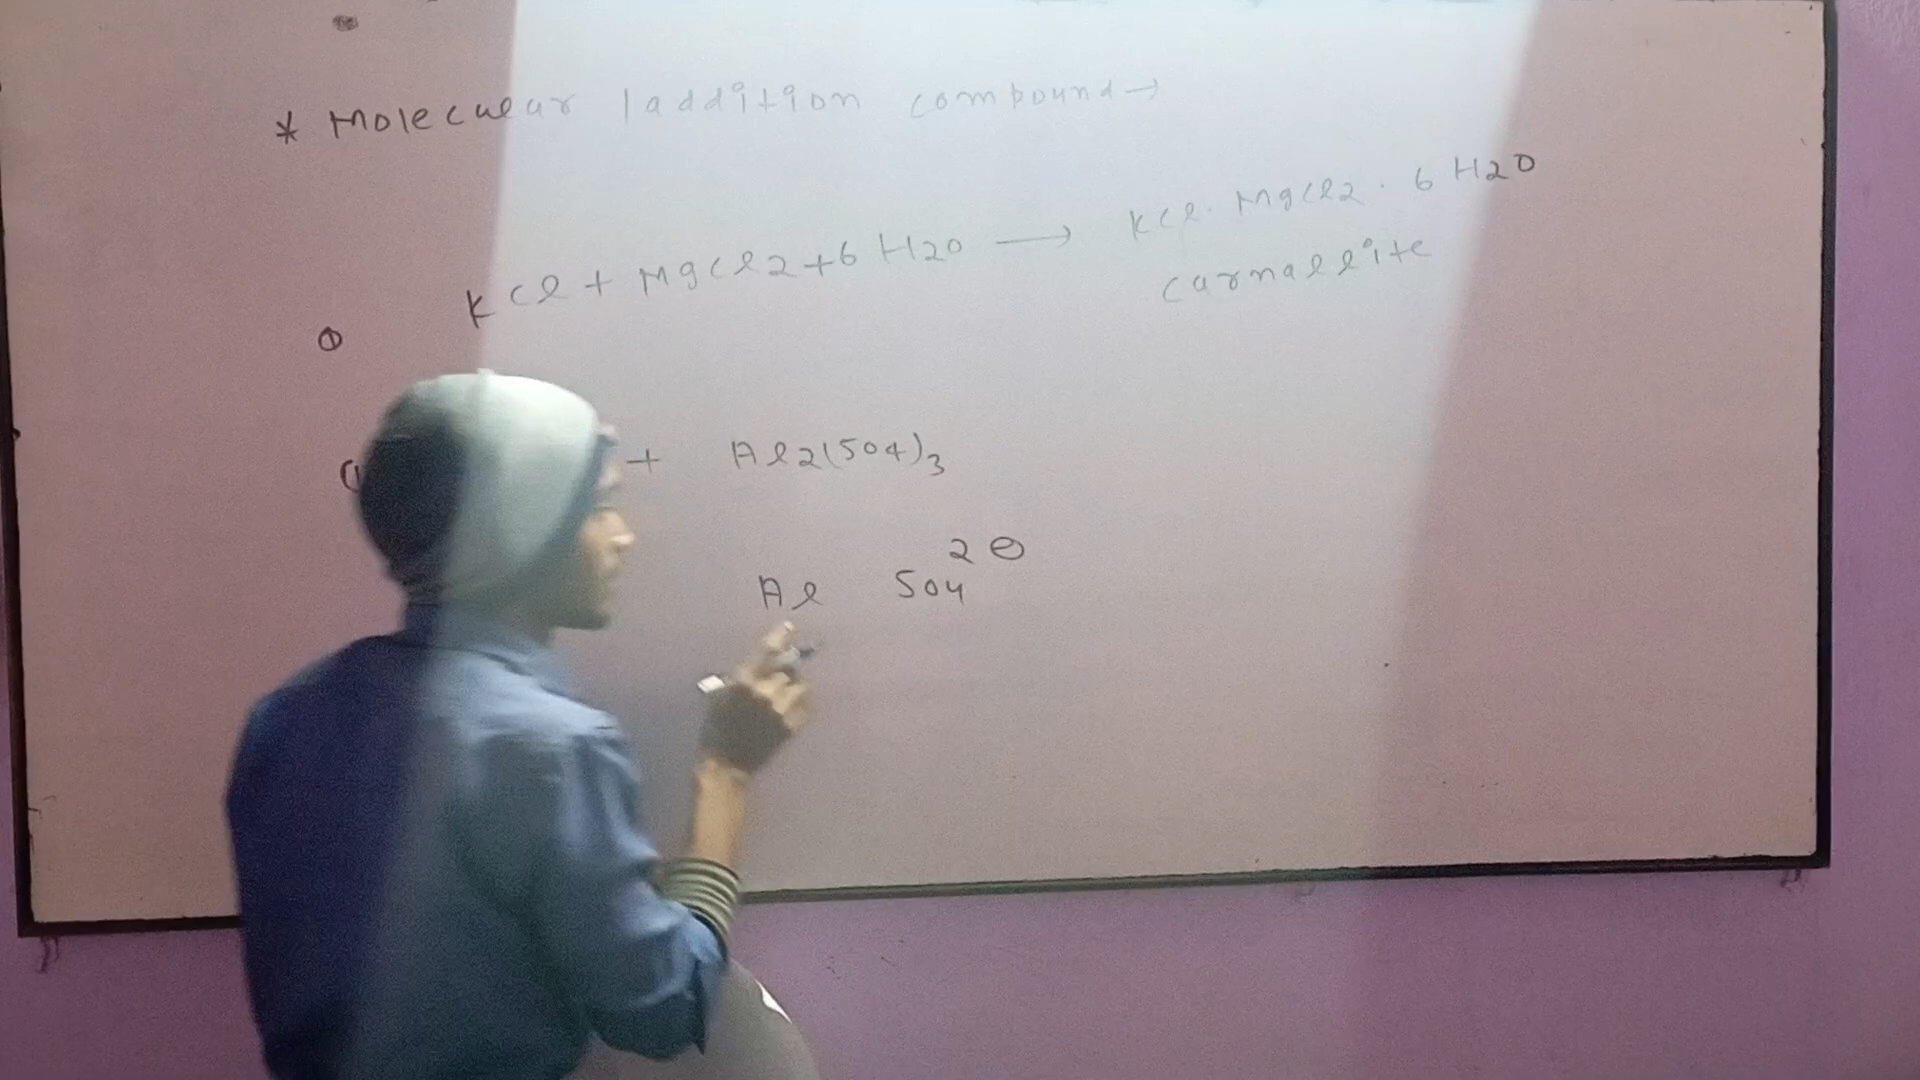 * Molecular / addition compound →
KCl + MgCl2 + 6 H2O → KCl. MgCl2. 6 H2O
carnallite
①
+ Al2(SO4)3
2 ⊖
Al SO4